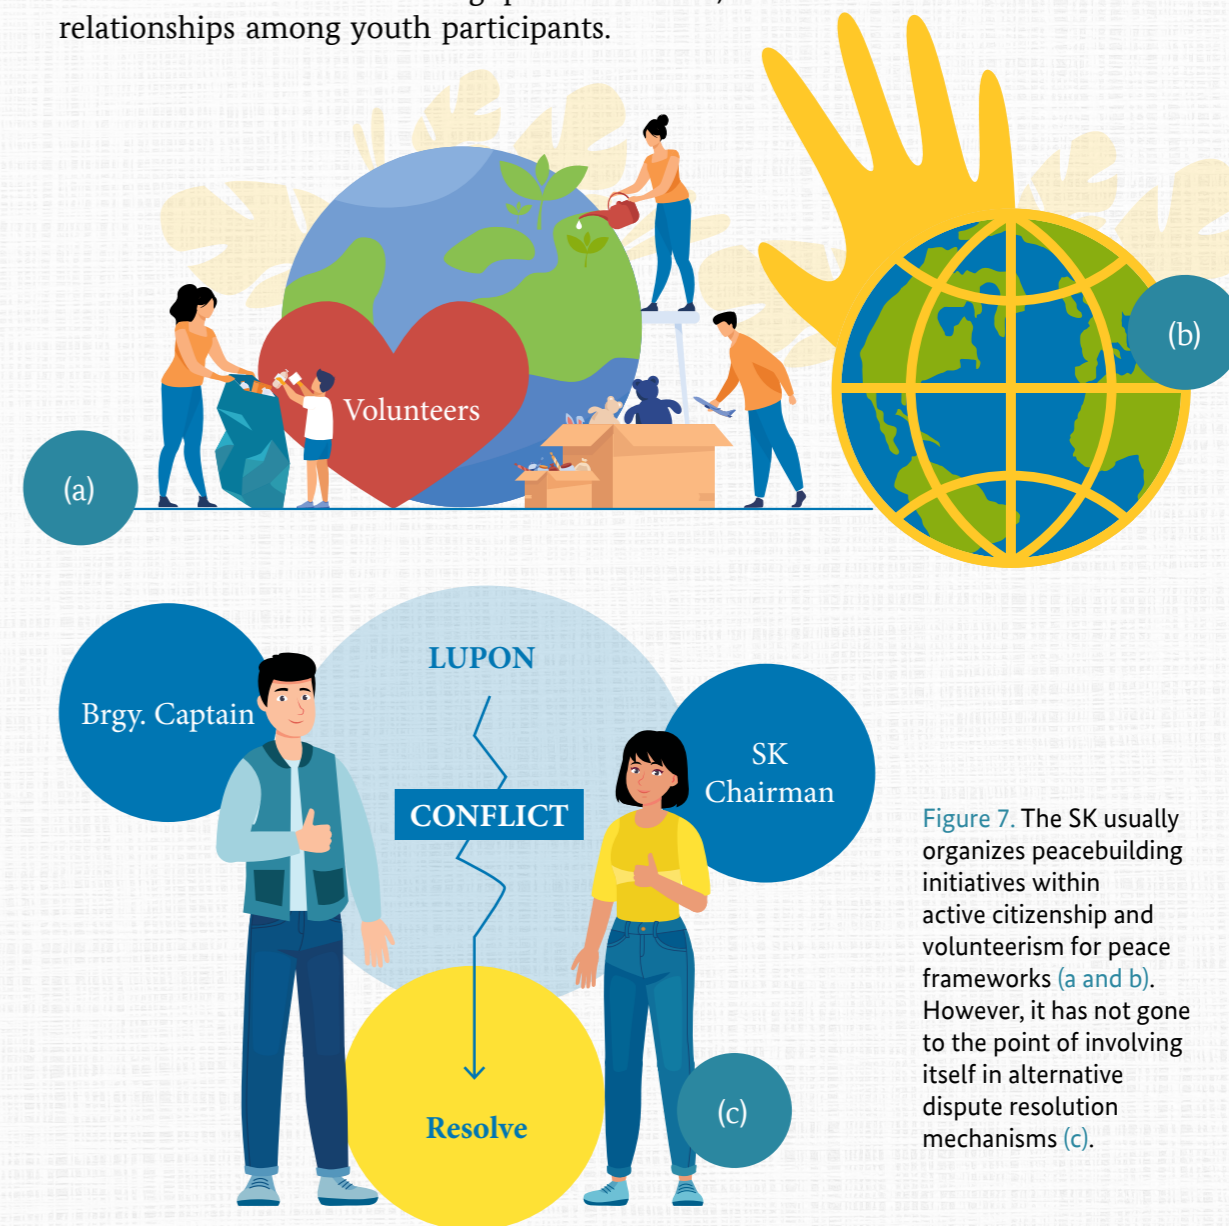 relationships among youth participants.
Volunteers
(a)
(b)
LUPON
Brgy. Captain
SK
Chairman
CONFLICT
Resolve
(c)
Figure 7. The SK usually
organizes peacebuilding
initiatives within
active citizenship and
volunteerism for peace
frameworks (a and b).
However, it has not gone
to the point of involving
itself in alternative
dispute resolution
mechanisms (c).